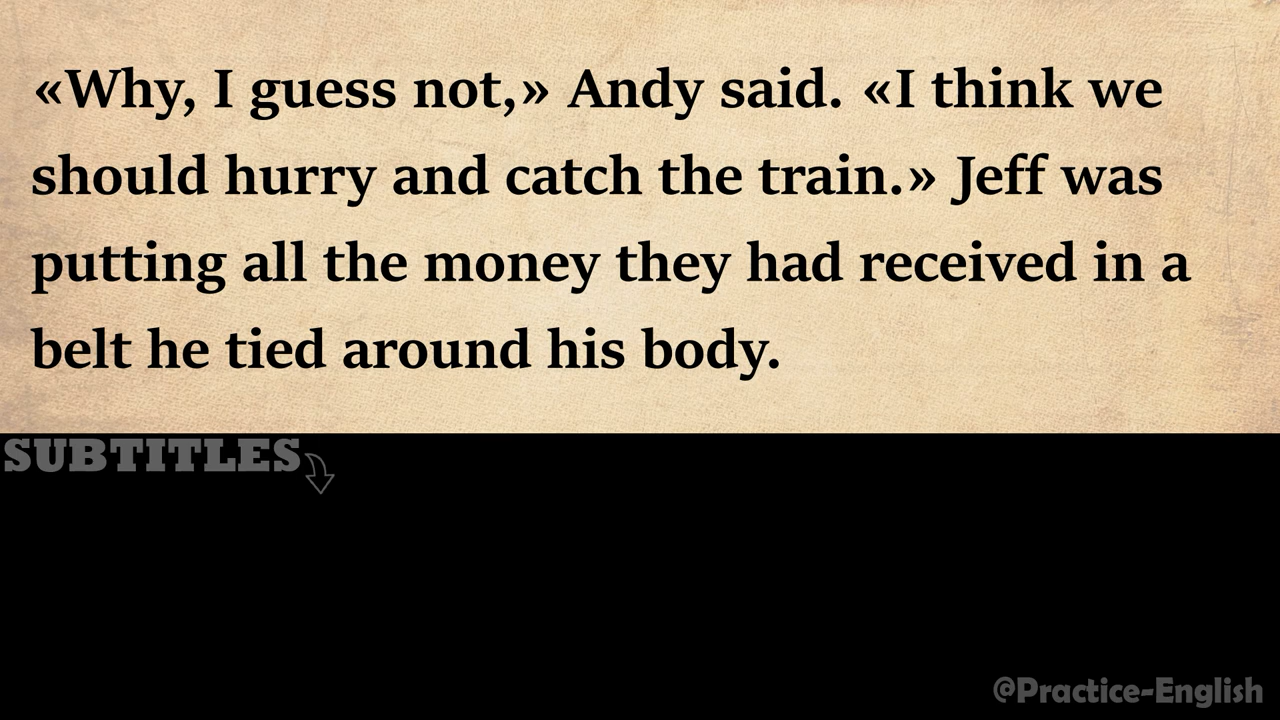 «Why, I guess not,» Andy said. «I think we
should hurry and catch the train.» Jeff was
putting all the money they had received in a
belt he tied around his body.
SUBTITLES
@Practice-English